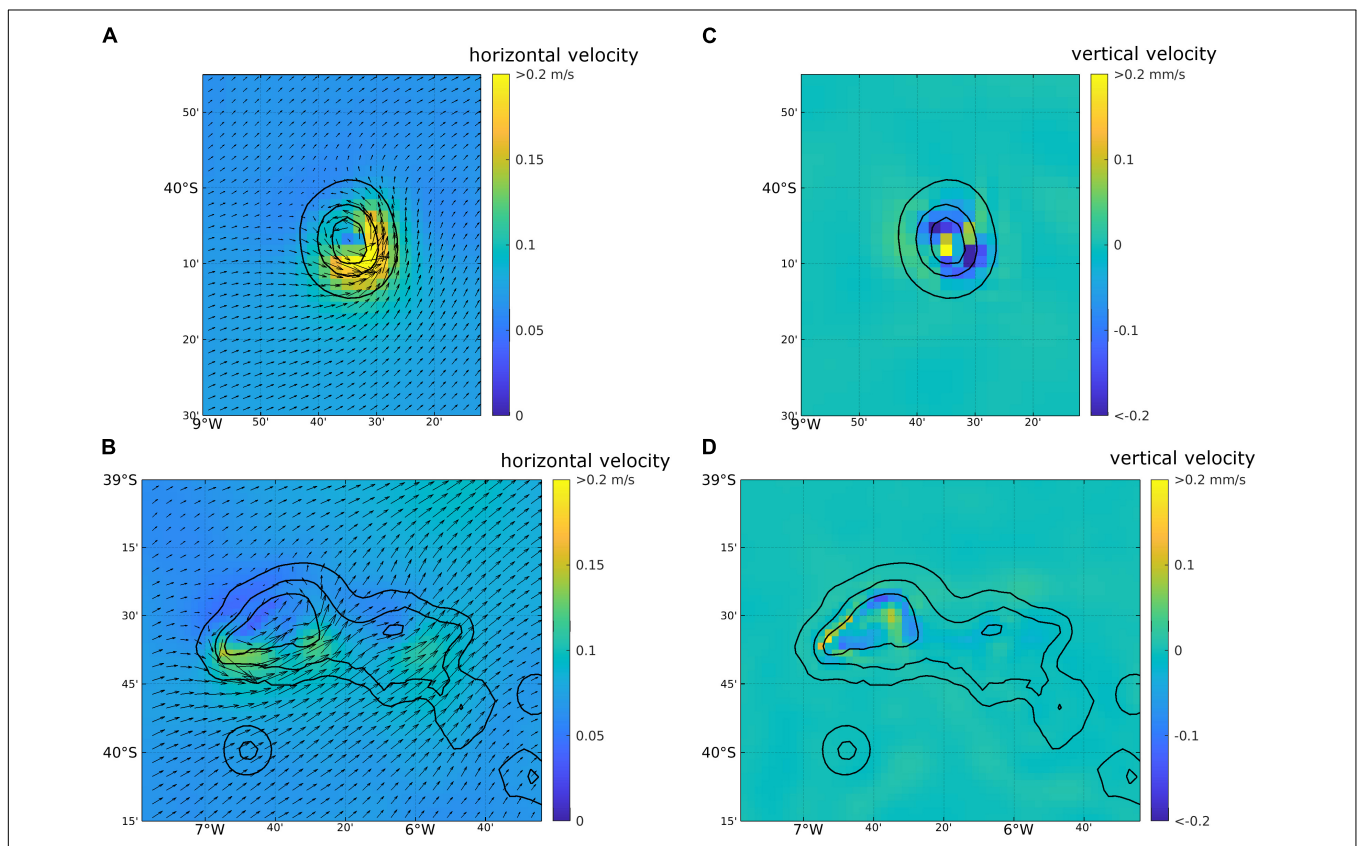 A
horizontal velocity
>0.2 m/s
0.15
0.1
0.05
0
50'
40°S
10'
20'
30'
9°W
50'
40'
30'
20'
C
vertical velocity
>0.2 mm/s
0.1
0
-0.1
<-0.2
50'
40°S
10'
20'
30'
9°W
50'
40'
30'
20'
B
horizontal velocity
>0.2 m/s
0.15
0.1
0.05
0
39°S
15'
30'
45'
40°S
15'
7°W
40'
20'
6°W
40'
D
vertical velocity
>0.2 mm/s
0.1
0
-0.1
<-0.2
39°S
15'
30'
45'
40°S
15'
7°W
40'
20'
6°W
40'